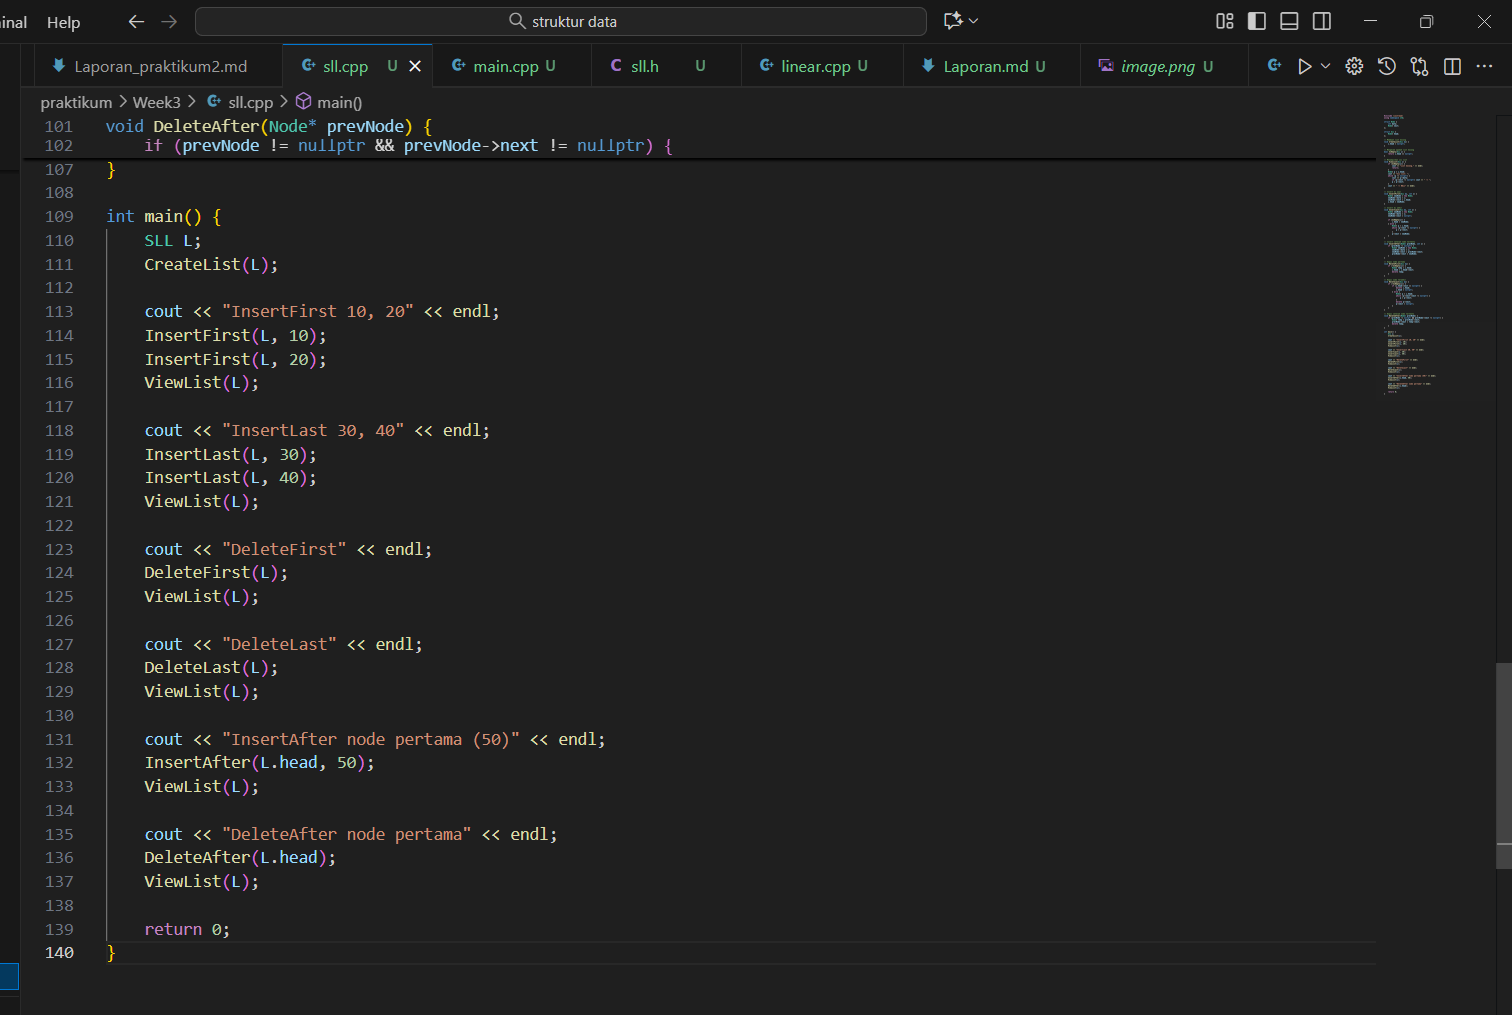 inal Help struktur data
Laporan_praktikum2.md sll.cpp U main.cpp U sll.h U linear.cpp U Laporan.md U image.png U
praktikum > Week3 > sll.cpp > main()
101 void DeleteAfter(Node* prevNode) {
102     if (prevNode != nullptr && prevNode->next != nullptr) {
107 }
108
109 int main() {
110     SLL L;
111     CreateList(L);
112
113     cout << "InsertFirst 10, 20" << endl;
114     InsertFirst(L, 10);
115     InsertFirst(L, 20);
116     ViewList(L);
117
118     cout << "InsertLast 30, 40" << endl;
119     InsertLast(L, 30);
120     InsertLast(L, 40);
121     ViewList(L);
122
123     cout << "DeleteFirst" << endl;
124     DeleteFirst(L);
125     ViewList(L);
126
127     cout << "DeleteLast" << endl;
128     DeleteLast(L);
129     ViewList(L);
130
131     cout << "InsertAfter node pertama (50)" << endl;
132     InsertAfter(L.head, 50);
133     ViewList(L);
134
135     cout << "DeleteAfter node pertama" << endl;
136     DeleteAfter(L.head);
137     ViewList(L);
138
139     return 0;
140 }